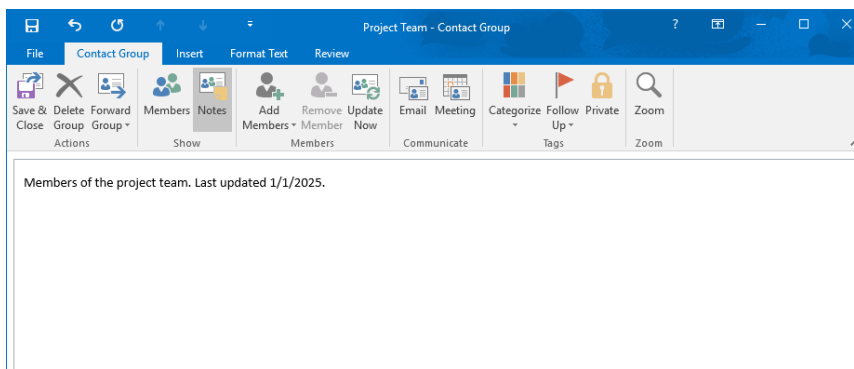 Project Team - Contact Group
?
File Contact Group Insert Format Text Review
Save & Delete Forward Members Notes Add Remove Update Email Meeting Categorize Follow Private Zoom
Close Group Group Members Member Now Up
Actions Show Members Communicate Tags Zoom
Members of the project team. Last updated 1/1/2025.